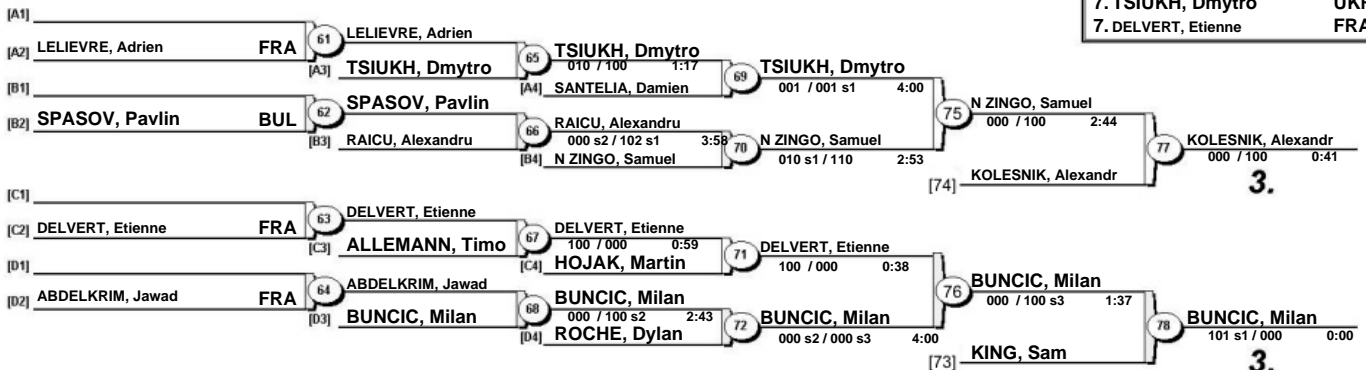 7. TSIUKH, Dmytro UKR
7. DELVERT, Etienne FRA
[A1]
[A2] LELIEVRE, Adrien FRA
61 LELIEVRE, Adrien
[A3] TSIUKH, Dmytro
65 TSIUKH, Dmytro
010 / 100 1:17
[A4] SANTELIA, Damien
69 TSIUKH, Dmytro
001 / 001 s1 4:00
[B1]
[B2] SPASOV, Pavlin BUL
62 SPASOV, Pavlin
[B3] RAICU, Alexandru
66 RAICU, Alexandru
000 s2 / 102 s1 3:58
[B4] N ZINGO, Samuel
70 N ZINGO, Samuel
010 s1 / 110 2:53
75 N ZINGO, Samuel
000 / 100 2:44
[74] KOLESNIK, Alexandr
77 KOLESNIK, Alexandr
000 / 100 0:41
3.
[C1]
[C2] DELVERT, Etienne FRA
63 DELVERT, Etienne
[C3] ALLEMANN, Timo
67 DELVERT, Etienne
100 / 000 0:59
[C4] HOJAK, Martin
71 DELVERT, Etienne
100 / 000 0:38
[D1]
[D2] ABDELKRIM, Jawad FRA
64 ABDELKRIM, Jawad
[D3] BUNCIC, Milan
68 BUNCIC, Milan
000 / 100 s2 2:43
[D4] ROCHE, Dylan
72 BUNCIC, Milan
000 s2 / 000 s3 4:00
76 BUNCIC, Milan
000 / 100 s3 1:37
[73] KING, Sam
78 BUNCIC, Milan
101 s1 / 000 0:00
3.